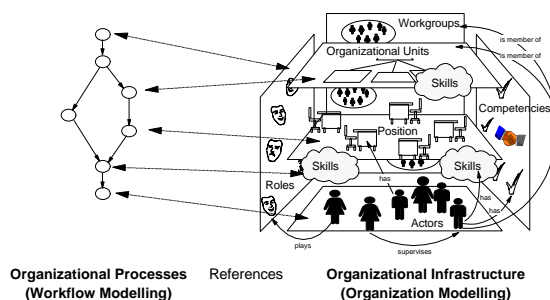 Workgroups
is member of
Organizational Units
is member of
Skills
Competencies
Position
Skills
Skills
Roles
has
has
has
Actors
plays
supervises
Organizational Processes
(Workflow Modelling)
References
Organizational Infrastructure
(Organization Modelling)